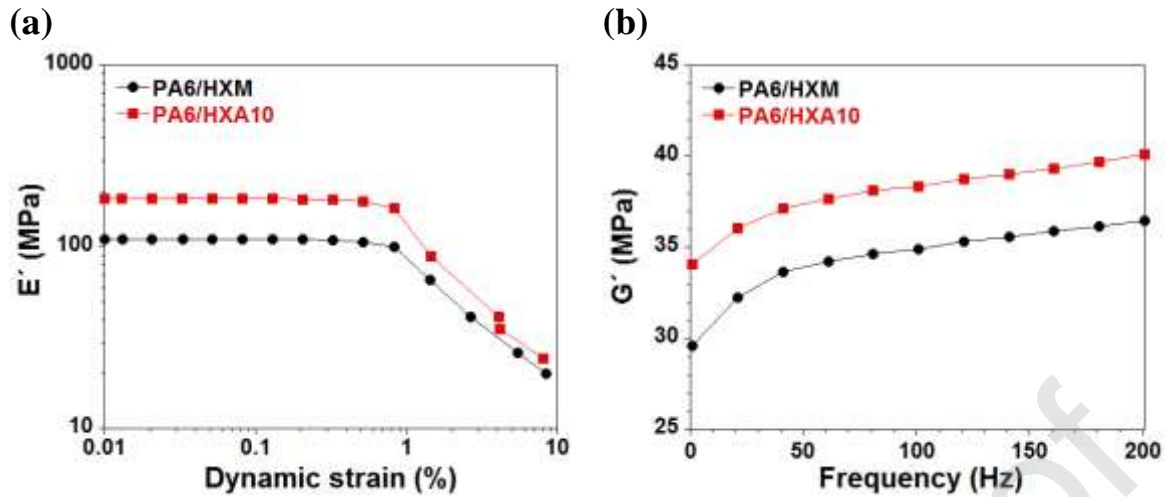 (a)
1000
PA6/HXM
PA6/HXA10
100
10
E´ (MPa)
0.01 0.1 1 10
Dynamic strain (%)
(b)
45
PA6/HXM
PA6/HXA10
40
35
30
25
G´ (MPa)
0 50 100 150 200
Frequency (Hz)
of